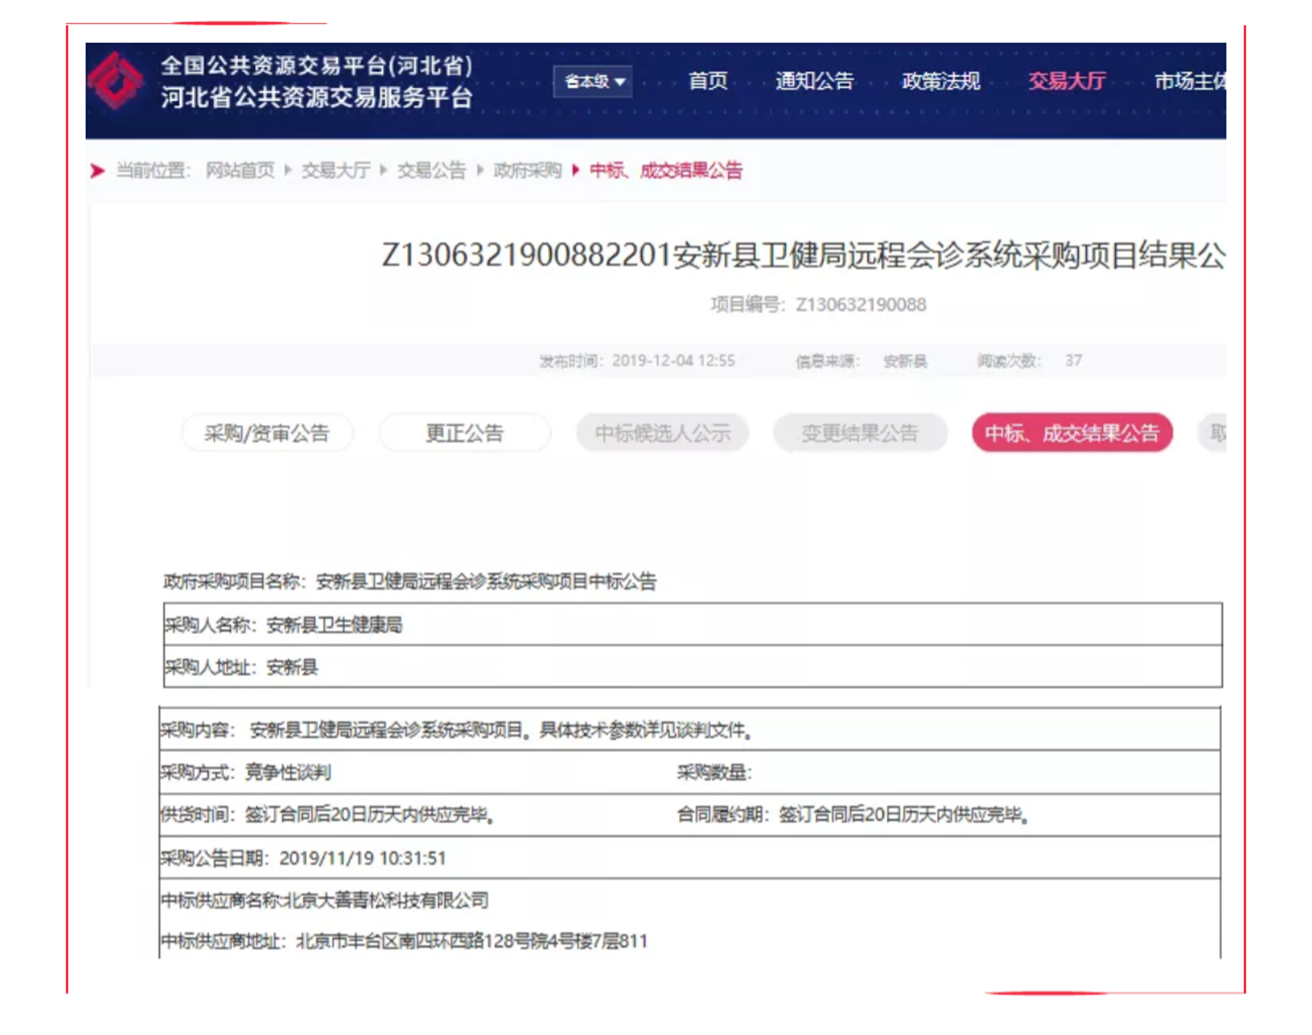 全国公共资源交易平台(河北省)
河北省公共资源交易服务平台
省本级 首页 通知公告 政策法规 交易大厅 市场主体
当前位置: 网站首页 交易大厅 交易公告 政府采购 中标、成交结果公告
Z1306321900882201安新县卫健局远程会诊系统采购项目结果公
项目编号: Z130632190088
发布时间: 2019-12-04 12:55 信息来源: 安新县 阅读次数: 37
采购/资审公告 更正公告 中标候选人公示 变更结果公告 中标、成交结果公告 取
政府采购项目名称: 安新县卫健局远程会诊系统采购项目中标公告
采购人名称: 安新县卫生健康局
采购人地址: 安新县
采购内容: 安新县卫健局远程会诊系统采购项目。具体技术参数详见谈判文件。
采购方式: 竞争性谈判 采购数量:
供货时间: 签订合同后20日历天内供应完毕。 合同履约期: 签订合同后20日历天内供应完毕。
采购公告日期: 2019/11/19 10:31:51
中标供应商名称:北京大善青松科技有限公司
中标供应商地址: 北京市丰台区南四环西路128号院4号楼7层811